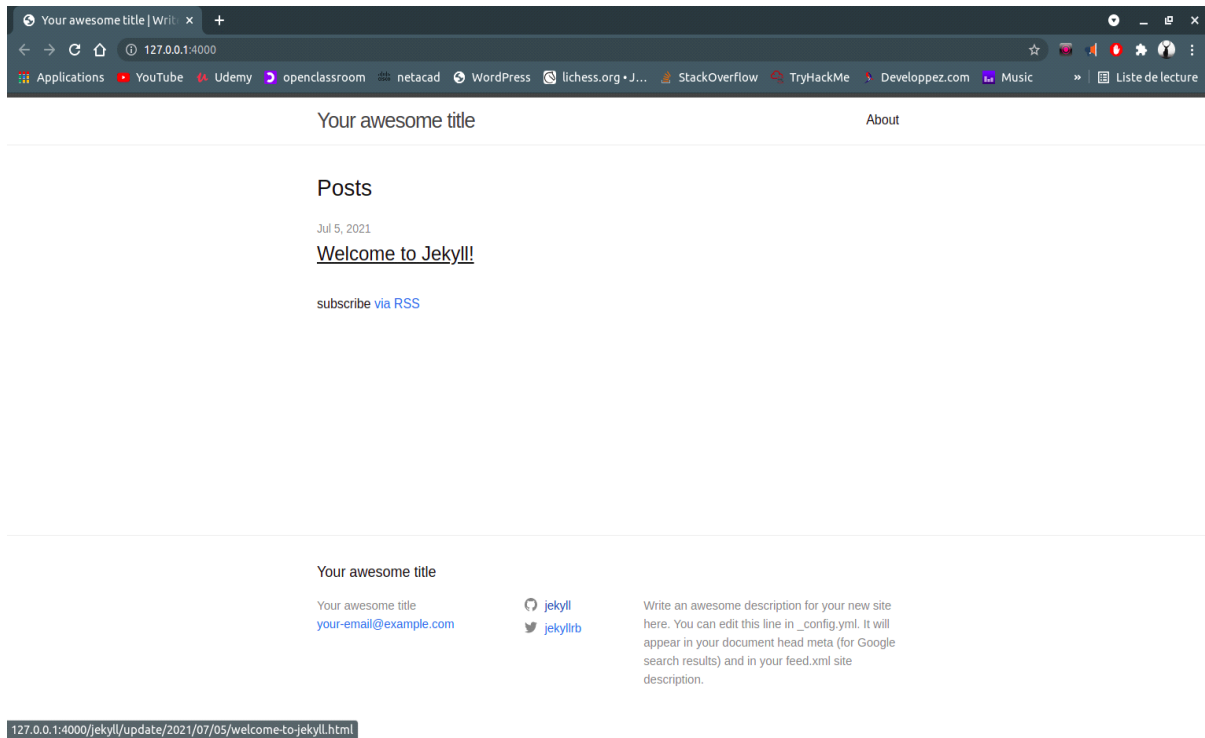 Your awesome title | Writ
127.0.0.1:4000
Applications YouTube Udemy openclassroom netacad WordPress lichess.org • J... StackOverflow TryHackMe Developpez.com Music » Liste de lecture
Your awesome title About
Posts
Jul 5, 2021
Welcome to Jekyll!
subscribe via RSS
Your awesome title
Your awesome title
your-email@example.com
jekyll
jekyllrb
Write an awesome description for your new site
here. You can edit this line in _config.yml. It will
appear in your document head meta (for Google
search results) and in your feed.xml site
description.
127.0.0.1:4000/jekyll/update/2021/07/05/welcome-to-jekyll.html